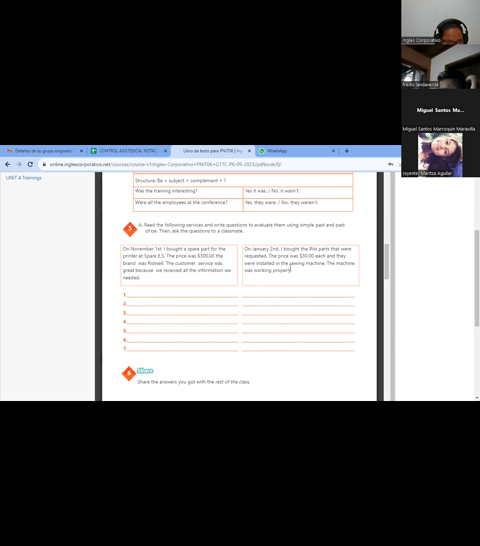 Ingles Corporativo
fredis landaverde
Miguel Santos Ma...
Miguel Santos Marroquin Maravilla
(oyente) Maritza Aguilar
Detalles de su grupo asignado
CONTROL ASISTENCIA, NOTA
Libro de texto para PNIT06 | Ing
WhatsApp
online.inglescorporativo.net/courses/course-v1:Ingles-Corporativo+PNIT06+G17C-P6-09-2023/pdfbook/0/
UNIT 4 Trainings
Structure: Be + subject + complement + ?
Was the training interesting?
Yes it was. / No, it wasn't.
Were all the employees at the conference?
Yes, they were. / No, they weren't.
5
A. Read the following services and write questions to evaluate them using simple past and past
of be. Then, ask the questions to a classmate.
On November 1st, I bought a spare part for the
printer at Spare E.S. The price was $300.00 the
brand was Ridwell. The customer service was
great because we received all the information we
needed.
On January 2nd, I bought the Rits parts that were
requested. The price was $30.00 each and they
were installed in the sewing machine. The machine
was working properly.
1.
2.
3.
4.
5.
6.
7.
6
Share
Share the answers you got with the rest of the class.